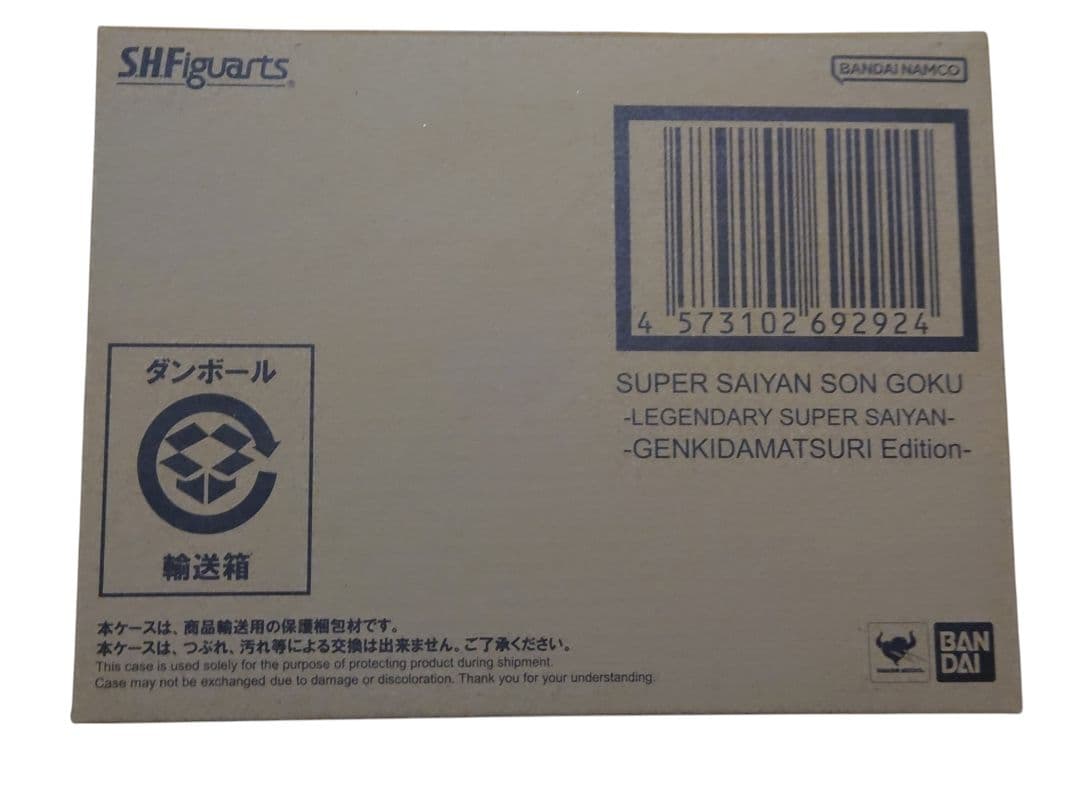 S.H.Figuarts
BANDAI NAMCO
4 573102 692924
SUPER SAIYAN SON GOKU
-LEGENDARY SUPER SAIYAN-
-GENKIDAMATSURI Edition-
ダンボール
輸送箱
本ケースは、商品輸送用の保護梱包材です。
本ケースは、つぶれ、汚れ等による交換は出来ません。ご了承ください。
This case is used solely for the purpose of protecting product during shipment.
Case may not be exchanged due to damage or discoloration. Thank you for your understanding.
BAN
DAI